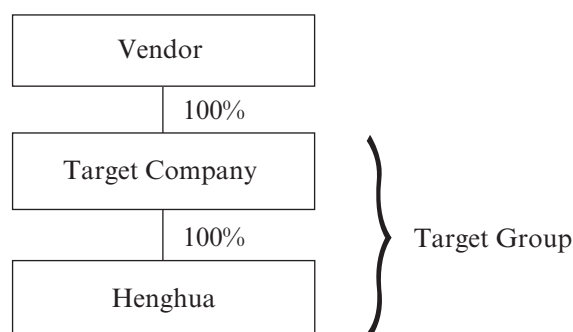 Vendor
100%
Target Company
100%
Target Group
Henghua